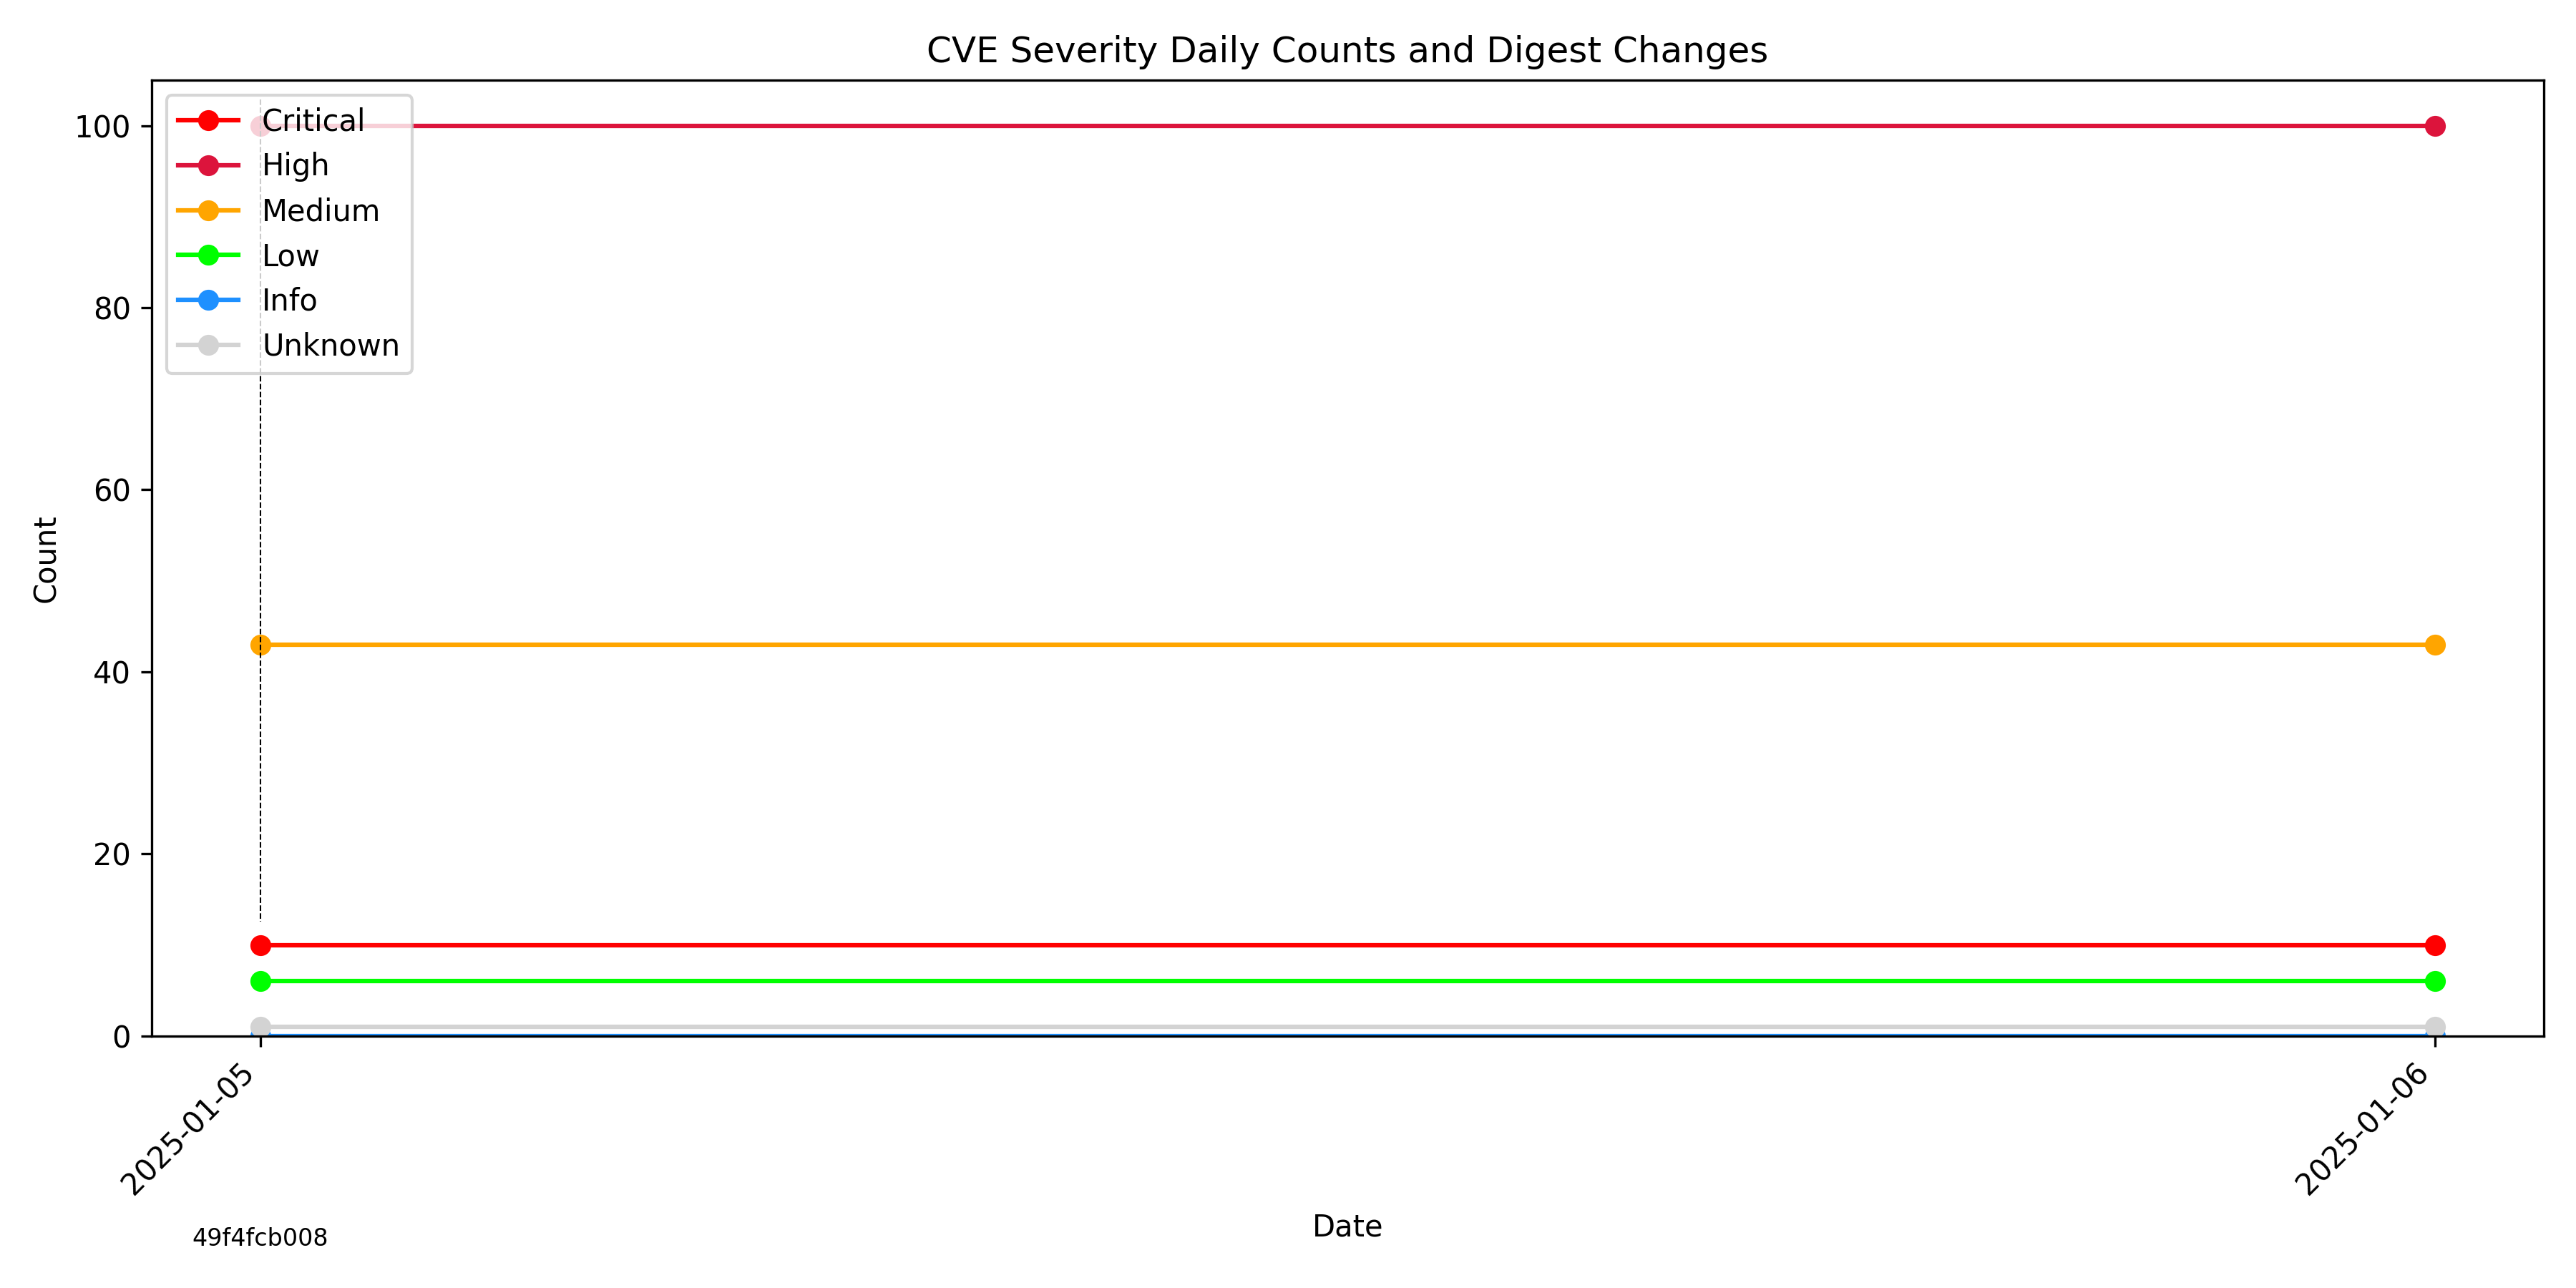 CVE Severity Daily Counts and Digest Changes
Critical
High
Medium
Low
Info
Unknown
100
80
60
40
20
0
Count
2025-01-05
2025-01-06
Date
49f4fcb008